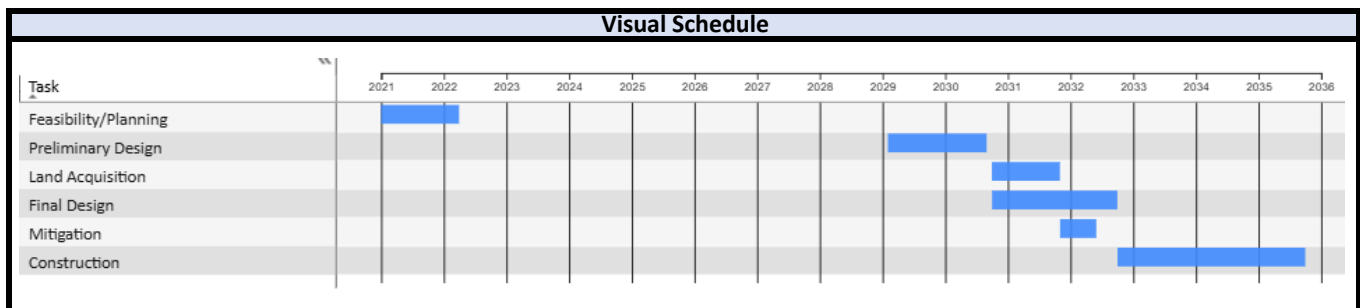 Visual Schedule
Task 2021 2022 2023 2024 2025 2026 2027 2028 2029 2030 2031 2032 2033 2034 2035 2036
Feasibility/Planning
Preliminary Design
Land Acquisition
Final Design
Mitigation
Construction